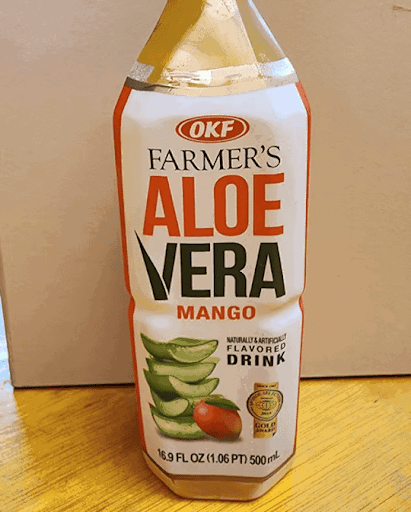 OKF
FARMER'S
ALOE
VERA
MANGO
NATURALLY & ARTIFICIALLY
FLAVORED
DRINK
GOLD
AWARD
16.9 FL OZ (1.06 PT) 500 mL